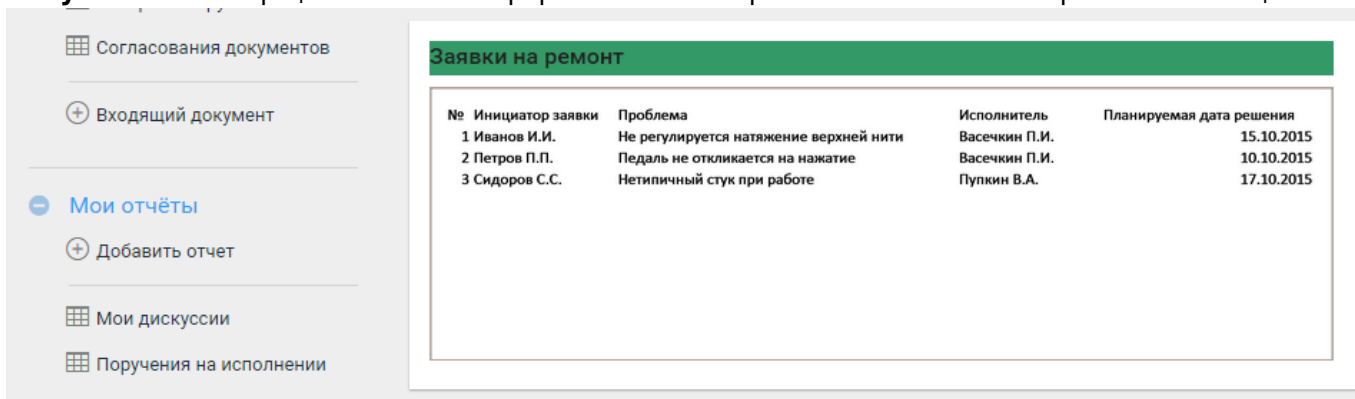 Согласования документов
Входящий документ
Мои отчёты
Добавить отчет
Мои дискуссии
Поручения на исполнении
Заявки на ремонт
№ Инициатор заявки Проблема Исполнитель Планируемая дата решения
1 Иванов И.И. Не регулируется натяжение верхней нити Васечкин П.И. 15.10.2015
2 Петров П.П. Педаль не откликается на нажатие Васечкин П.И. 10.10.2015
3 Сидоров С.С. Нетипичный стук при работе Пупкин В.А. 17.10.2015